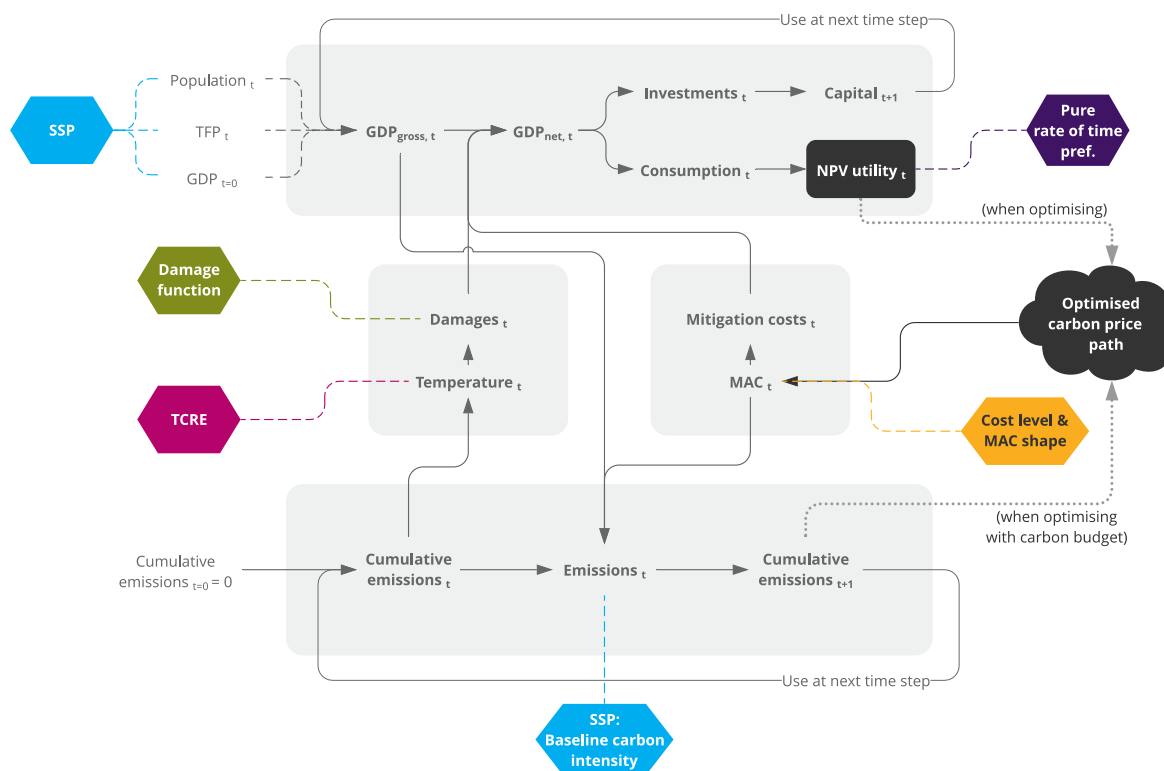 Use at next time step
Population t
SSP
TFP t
GDP t=0
GDPgross, t
GDPnet, t
Investments t
Capital t+1
Consumption t
NPV utility t
Pure
rate of time
pref.
(when optimising)
Damage
function
Damages t
Mitigation costs t
Optimised
carbon price
path
TCRE
Temperature t
MAC t
Cost level &
MAC shape
(when optimising
with carbon budget)
Cumulative
emissions t=0 = 0
Cumulative
emissions t
Emissions t
Cumulative
emissions t+1
Use at next time step
SSP:
Baseline carbon
intensity